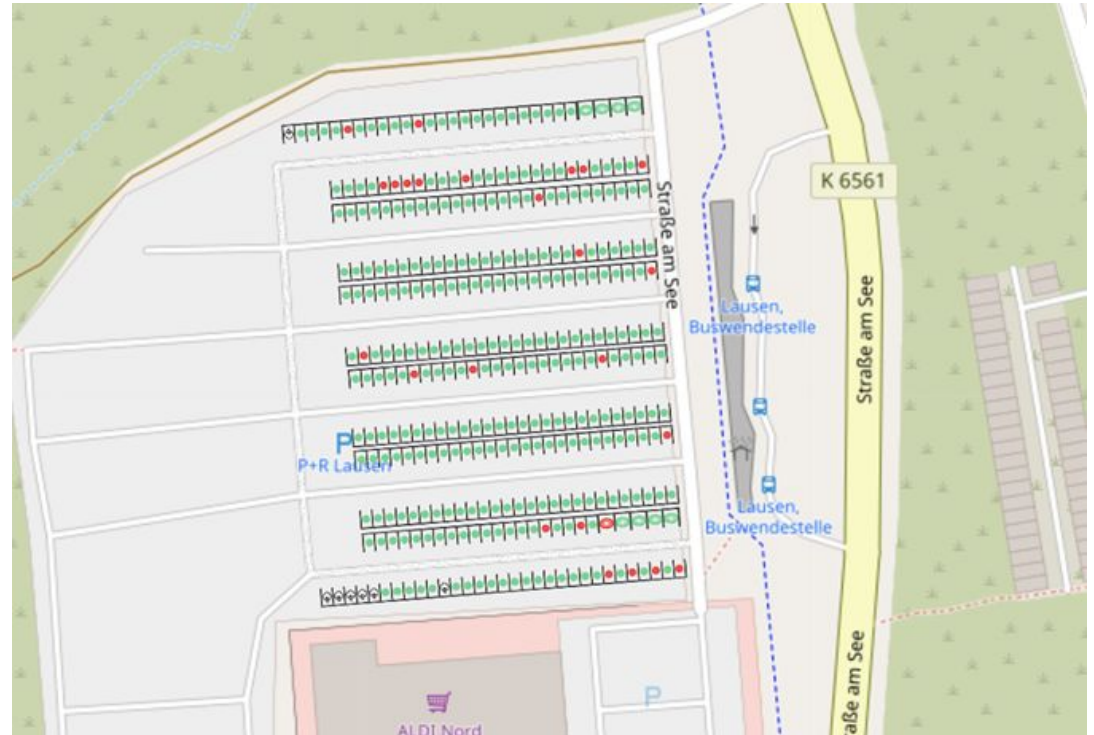 K 6561
Straße am See
Lausen,
Buswendestelle
Straße am See
P
P+R Lausen
Lausen,
Buswendestelle
Straße am See
P
ALDI Nord